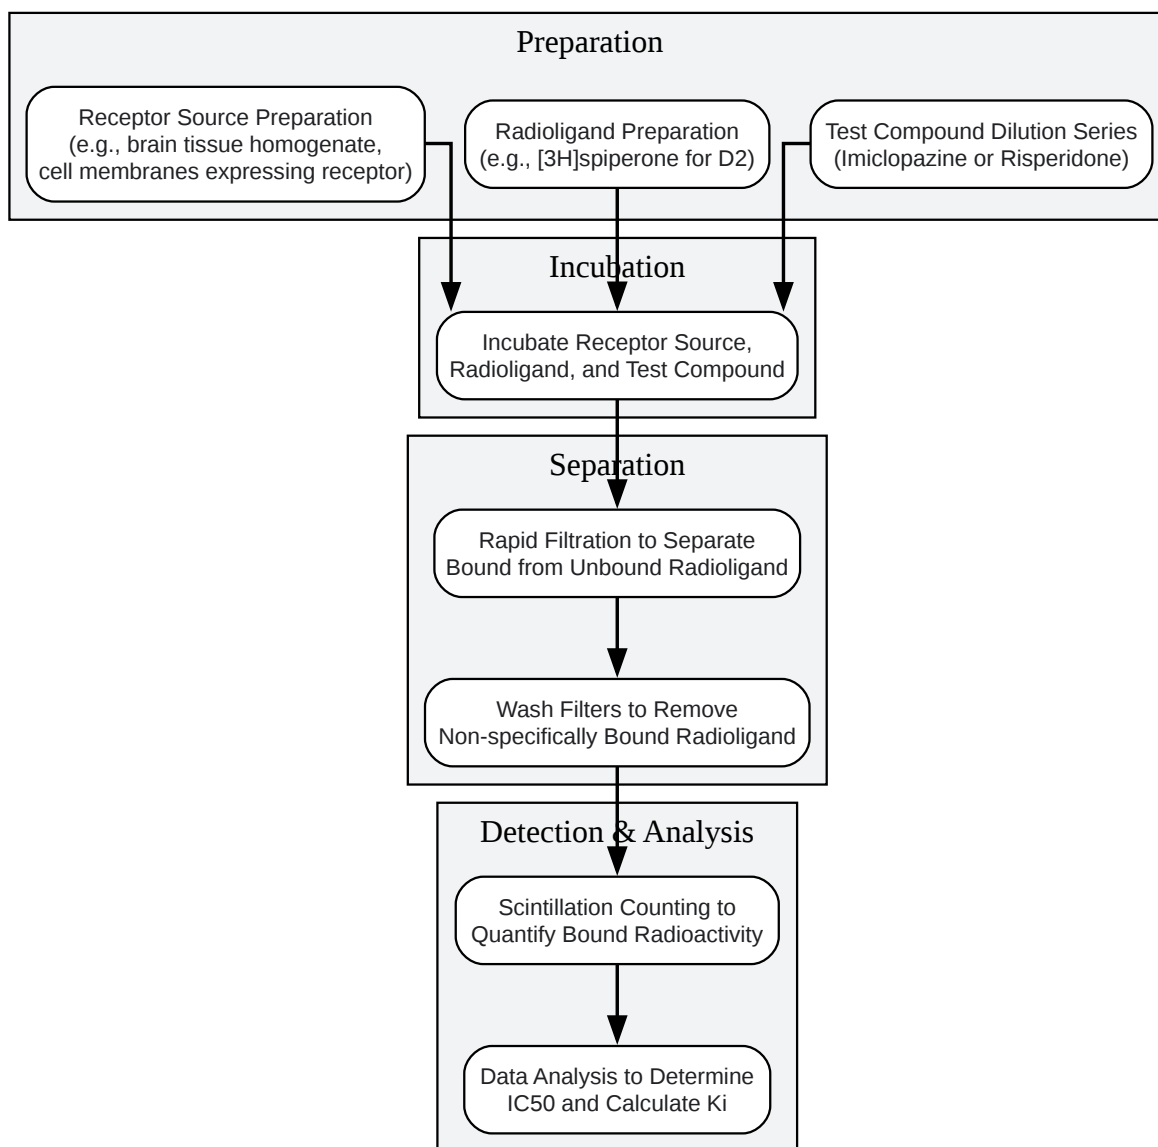 Preparation
Receptor Source Preparation
(e.g., brain tissue homogenate,
cell membranes expressing receptor)
Radioligand Preparation
(e.g., [3H]spiperone for D2)
Test Compound Dilution Series
(Imiclopazine or Risperidone)
Incubation
Incubate Receptor Source,
Radioligand, and Test Compound
Separation
Rapid Filtration to Separate
Bound from Unbound Radioligand
Wash Filters to Remove
Non-specifically Bound Radioligand
Detection & Analysis
Scintillation Counting to
Quantify Bound Radioactivity
Data Analysis to Determine
IC50 and Calculate Ki